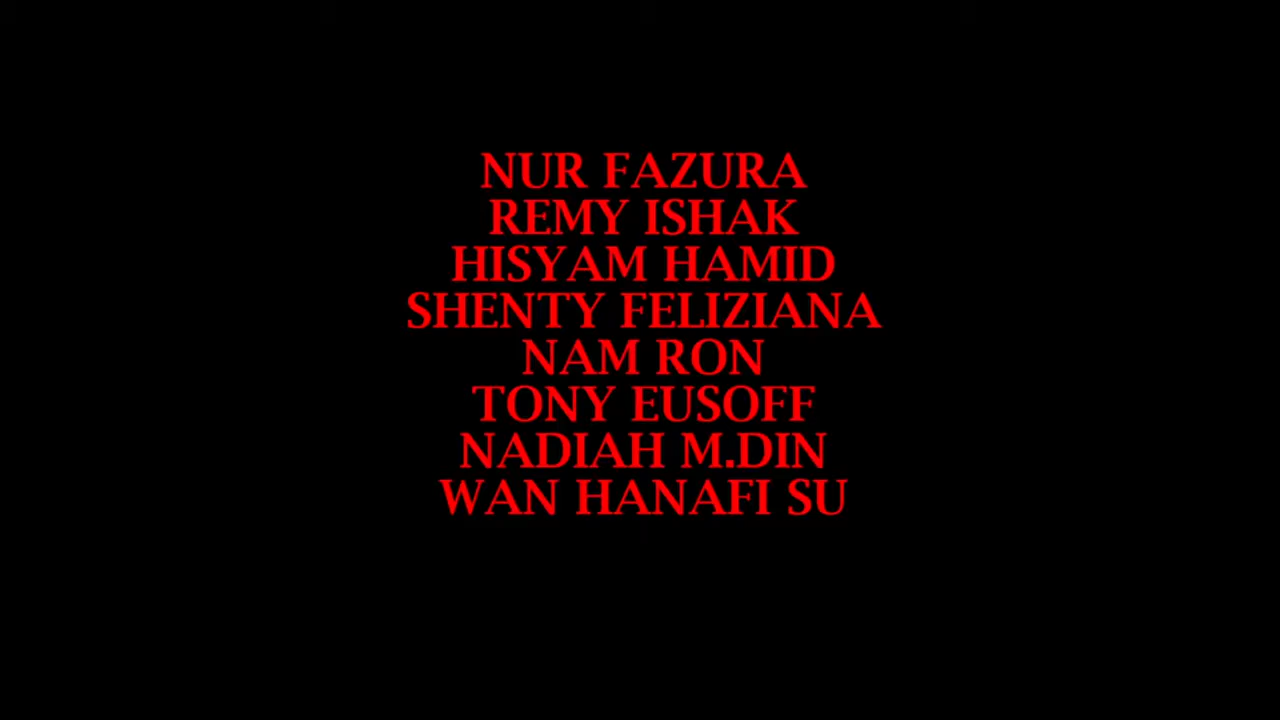 NUR FAZURA
REMY ISHAK
HISYAM HAMID
SHENTY FELIZIANA
NAM RON
TONY EUSOFF
NADIAH M.DIN
WAN HANAFI SU